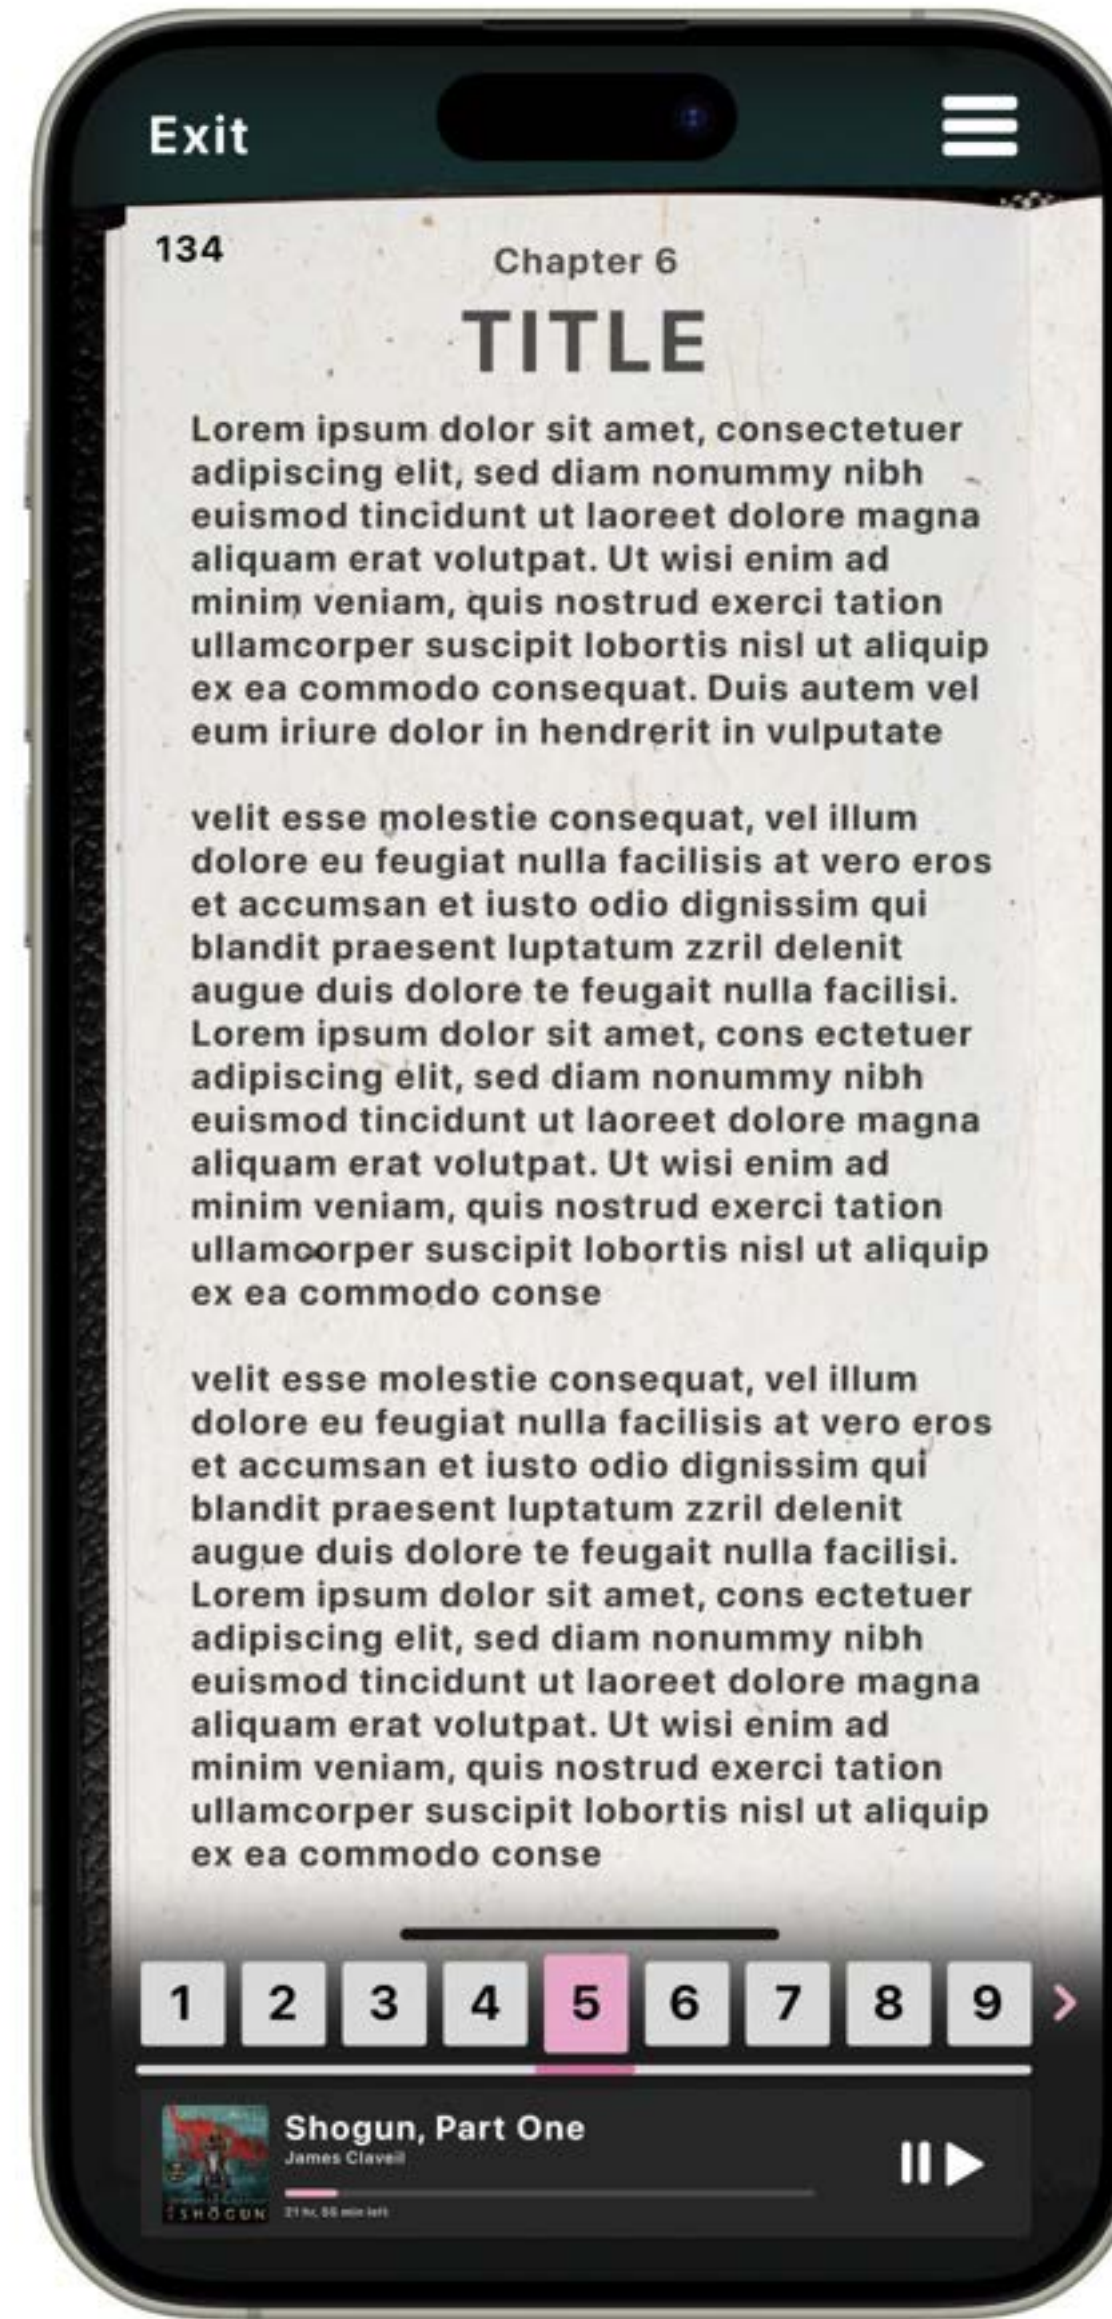 Exit
134
Chapter 6
TITLE
Lorem ipsum dolor sit amet, consectetuer
adipiscing elit, sed diam nonummy nibh
euismod tincidunt ut laoreet dolore magna
aliquam erat volutpat. Ut wisi enim ad
minim veniam, quis nostrud exerci tation
ullamcorper suscipit lobortis nisl ut aliquip
ex ea commodo consequat. Duis autem vel
eum iriure dolor in hendrerit in vulputate
velit esse molestie consequat, vel illum
dolore eu feugiat nulla facilisis at vero eros
et accumsan et iusto odio dignissim qui
blandit praesent luptatum zzril delenit
augue duis dolore te feugait nulla facilisi.
Lorem ipsum dolor sit amet, cons ectetuer
adipiscing elit, sed diam nonummy nibh
euismod tincidunt ut laoreet dolore magna
aliquam erat volutpat. Ut wisi enim ad
minim veniam, quis nostrud exerci tation
ullamcorper suscipit lobortis nisl ut aliquip
ex ea commodo conse
velit esse molestie consequat, vel illum
dolore eu feugiat nulla facilisis at vero eros
et accumsan et iusto odio dignissim qui
blandit praesent luptatum zzril delenit
augue duis dolore te feugait nulla facilisi.
Lorem ipsum dolor sit amet, cons ectetuer
adipiscing elit, sed diam nonummy nibh
euismod tincidunt ut laoreet dolore magna
aliquam erat volutpat. Ut wisi enim ad
minim veniam, quis nostrud exerci tation
ullamcorper suscipit lobortis nisl ut aliquip
ex ea commodo conse
1 2 3 4 5 6 7 8 9
Shogun, Part One
James Claveil
21 hr, 55 min left
SHŌGUN